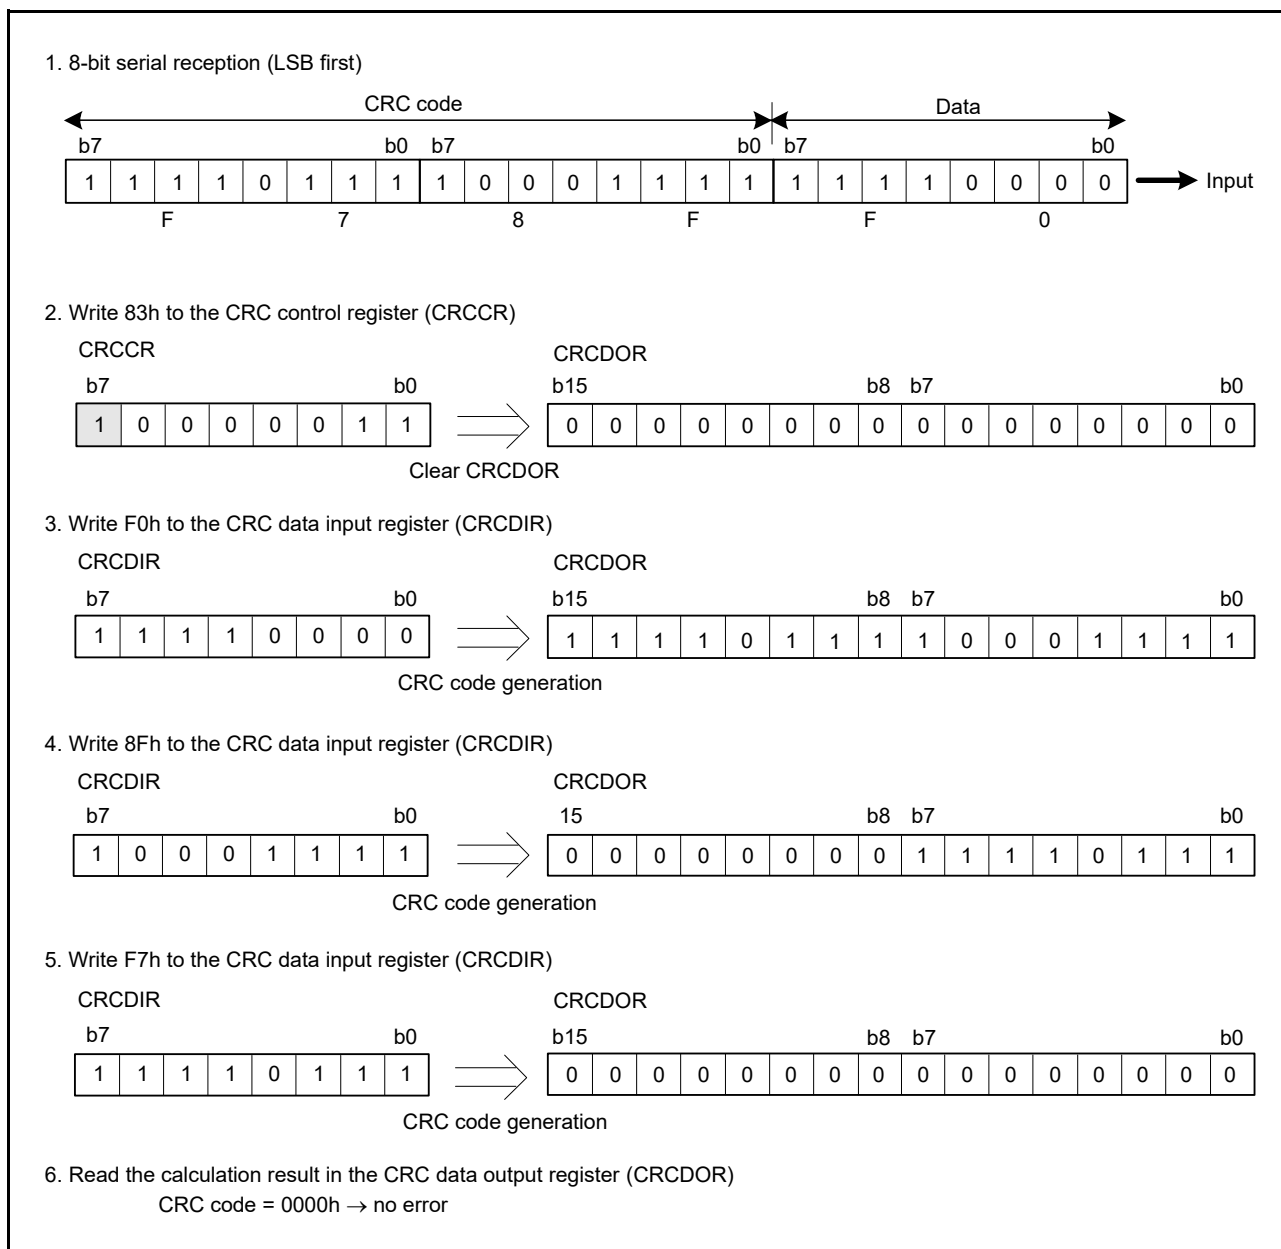 1. 8-bit serial reception (LSB first)
CRC code Data
b7 b0 b7 b0 b7 b0
1 1 1 1 0 1 1 1 1 0 0 0 1 1 1 1 1 1 1 1 0 0 0 0 Input
F 7 8 F F 0
2. Write 83h to the CRC control register (CRCCR)
CRCCR CRCDOR
b7 b0 b15 b8 b7 b0
1 0 0 0 0 0 1 1 0 0 0 0 0 0 0 0 0 0 0 0 0 0 0 0
Clear CRCDOR
3. Write F0h to the CRC data input register (CRCDIR)
CRCDIR CRCDOR
b7 b0 b15 b8 b7 b0
1 1 1 1 0 0 0 0 1 1 1 1 0 1 1 1 1 0 0 0 1 1 1 1
CRC code generation
4. Write 8Fh to the CRC data input register (CRCDIR)
CRCDIR CRCDOR
b7 b0 15 b8 b7 b0
1 0 0 0 1 1 1 1 0 0 0 0 0 0 0 0 1 1 1 1 0 1 1 1
CRC code generation
5. Write F7h to the CRC data input register (CRCDIR)
CRCDIR CRCDOR
b7 b0 b15 b8 b7 b0
1 1 1 1 0 1 1 1 0 0 0 0 0 0 0 0 0 0 0 0 0 0 0 0
CRC code generation
6. Read the calculation result in the CRC data output register (CRCDOR)
CRC code = 0000h → no error